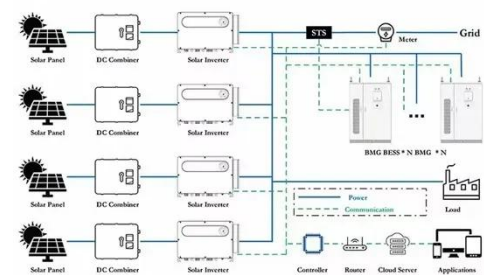 STS
Meter
Grid
Solar Panel
DC Combiner
Solar Inverter
Solar Panel
DC Combiner
Solar Inverter
BMG BESS * N BMG * N
Solar Panel
DC Combiner
Solar Inverter
Power
Communication
Load
Solar Panel
DC Combiner
Solar Inverter
Controller
Router
Cloud Server
Applications